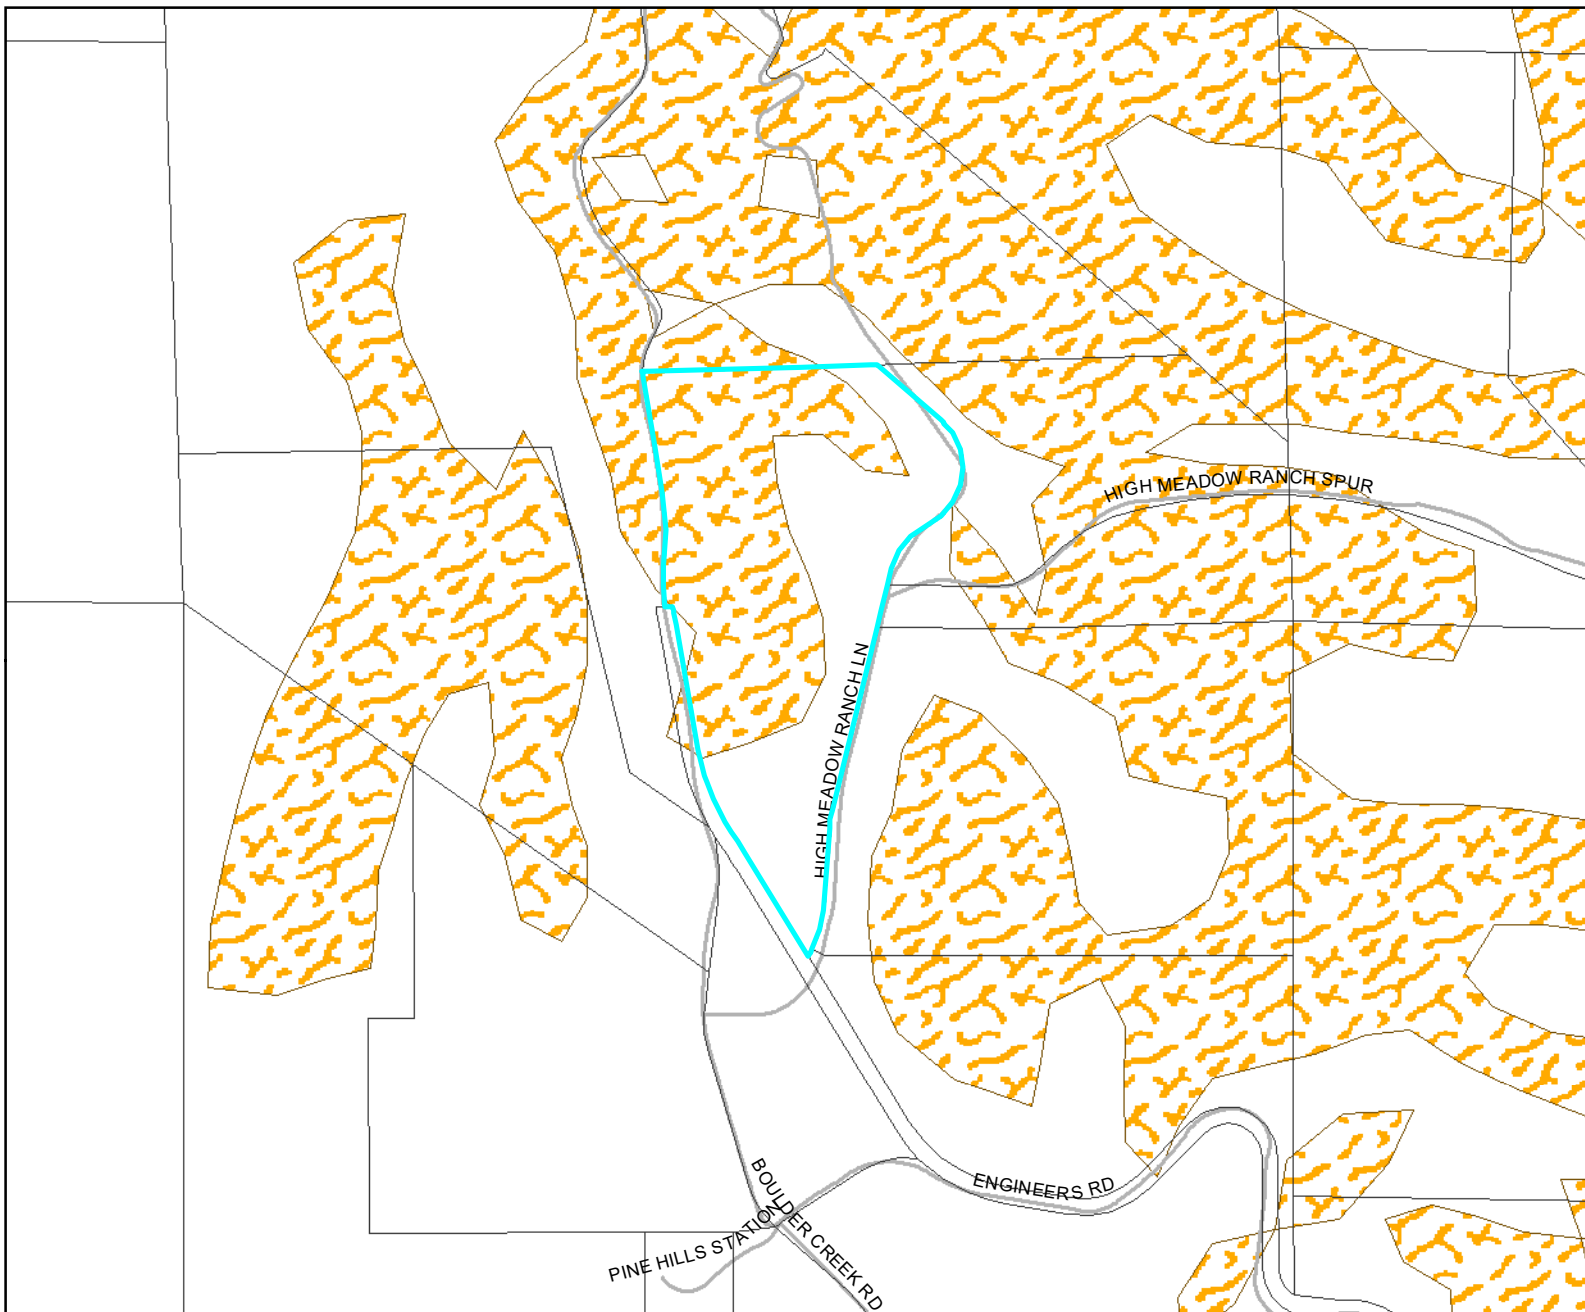 HIGH MEADOW RANCH SPUR
HIGH MEADOW RANCH LN
ENGINEERS RD
BOULDER CREEK RD
PINE HILLS STATION